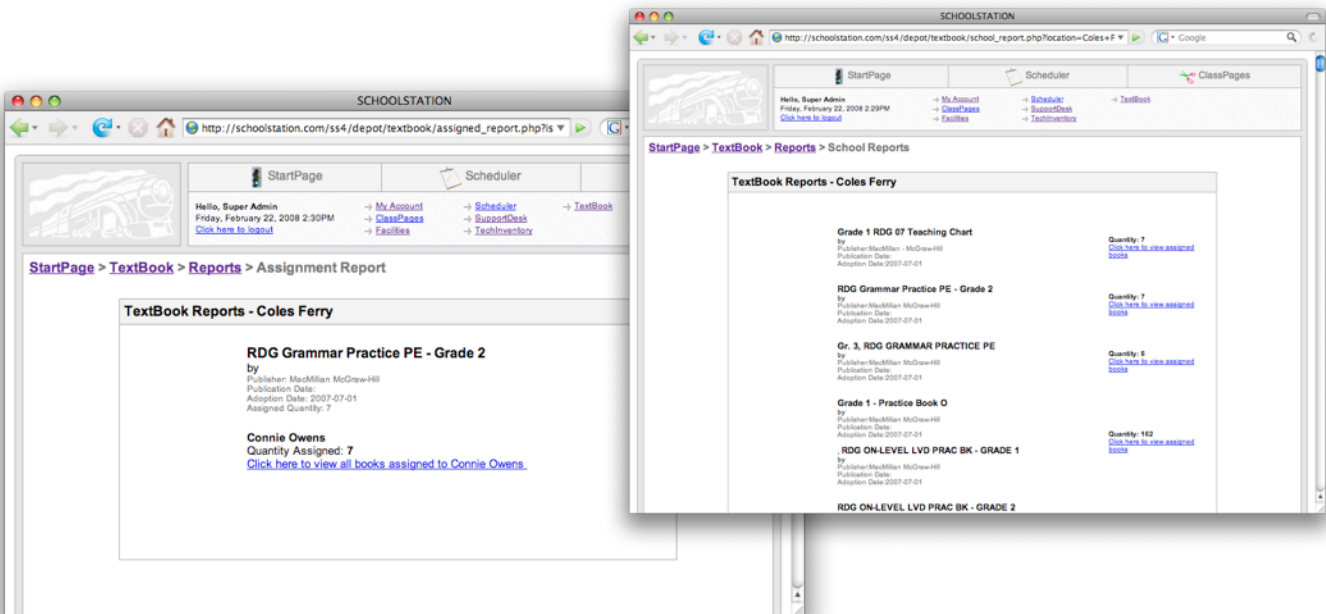 SCHOOLSTATION
http://schoolstation.com/ss4/depot/textbook/assigned_report.php?is
StartPage
Scheduler
Hello, Super Admin
Friday, February 22, 2008 2:30PM
Click here to logout
→ My Account
→ ClassPages
→ Facilities
→ Scheduler
→ SupportDesk
→ TechInventory
→ TextBook
StartPage > TextBook > Reports > Assignment Report
TextBook Reports - Coles Ferry
RDG Grammar Practice PE - Grade 2
by
Publisher: MacMillan McGraw-Hill
Publication Date:
Adoption Date: 2007-07-01
Assigned Quantity: 7
Connie Owens
Quantity Assigned: 7
Click here to view all books assigned to Connie Owens
SCHOOLSTATION
http://schoolstation.com/ss4/depot/textbook/school_report.php?location=Coles+F
Google
StartPage
Scheduler
ClassPages
Hello, Super Admin
Friday, February 22, 2008 2:29PM
Click here to logout
→ My Account
→ ClassPages
→ Facilities
→ Scheduler
→ SupportDesk
→ TechInventory
→ TextBook
StartPage > TextBook > Reports > School Reports
TextBook Reports - Coles Ferry
Grade 1 RDG 07 Teaching Chart
by
Publisher:MacMillan - McGraw-Hill
Publication Date:
Adoption Date:2007-07-01
Quantity: 7
Click here to view assigned
books
RDG Grammar Practice PE - Grade 2
by
Publisher:MacMillan McGraw-Hill
Publication Date:
Adoption Date:2007-07-01
Quantity: 7
Click here to view assigned
books
Gr. 3, RDG GRAMMAR PRACTICE PE
by
Publisher:MacMillan McGraw-Hill
Publication Date:
Adoption Date:2007-07-01
Quantity: 6
Click here to view assigned
books
Grade 1 - Practice Book O
by
Publisher:MacMillan McGraw-Hill
Publication Date:
Adoption Date:2007-07-01
Quantity: 162
Click here to view assigned
books
, RDG ON-LEVEL LVD PRAC BK - GRADE 1
by
Publisher:MacMillan McGraw-Hill
Publication Date:
Adoption Date:2007-07-01
RDG ON-LEVEL LVD PRAC BK - GRADE 2